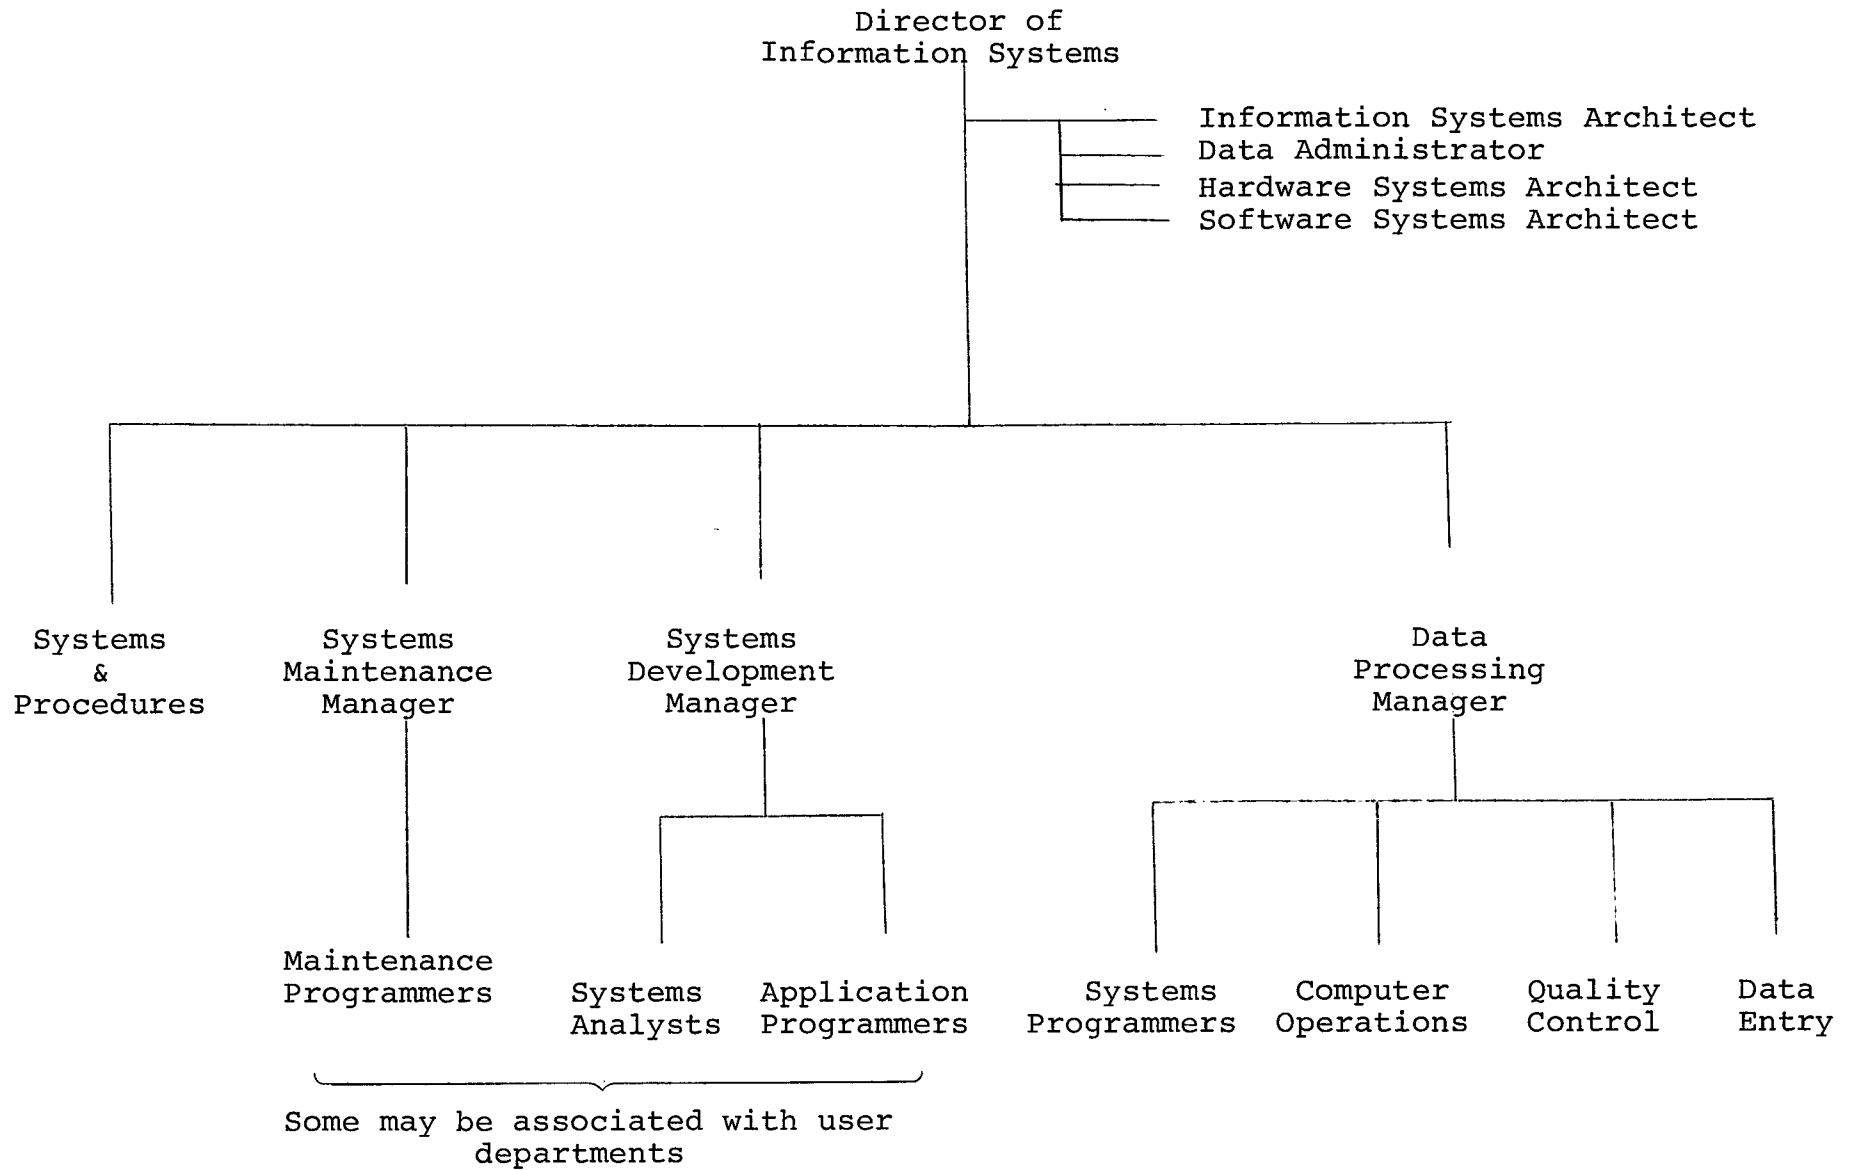 Director of
Information Systems
Information Systems Architect
Data Administrator
Hardware Systems Architect
Software Systems Architect
Systems
&
Procedures
Systems
Maintenance
Manager
Systems
Development
Manager
Data
Processing
Manager
Maintenance
Programmers
Systems
Analysts
Application
Programmers
Systems
Programmers
Computer
Operations
Quality
Control
Data
Entry
Some may be associated with user
departments